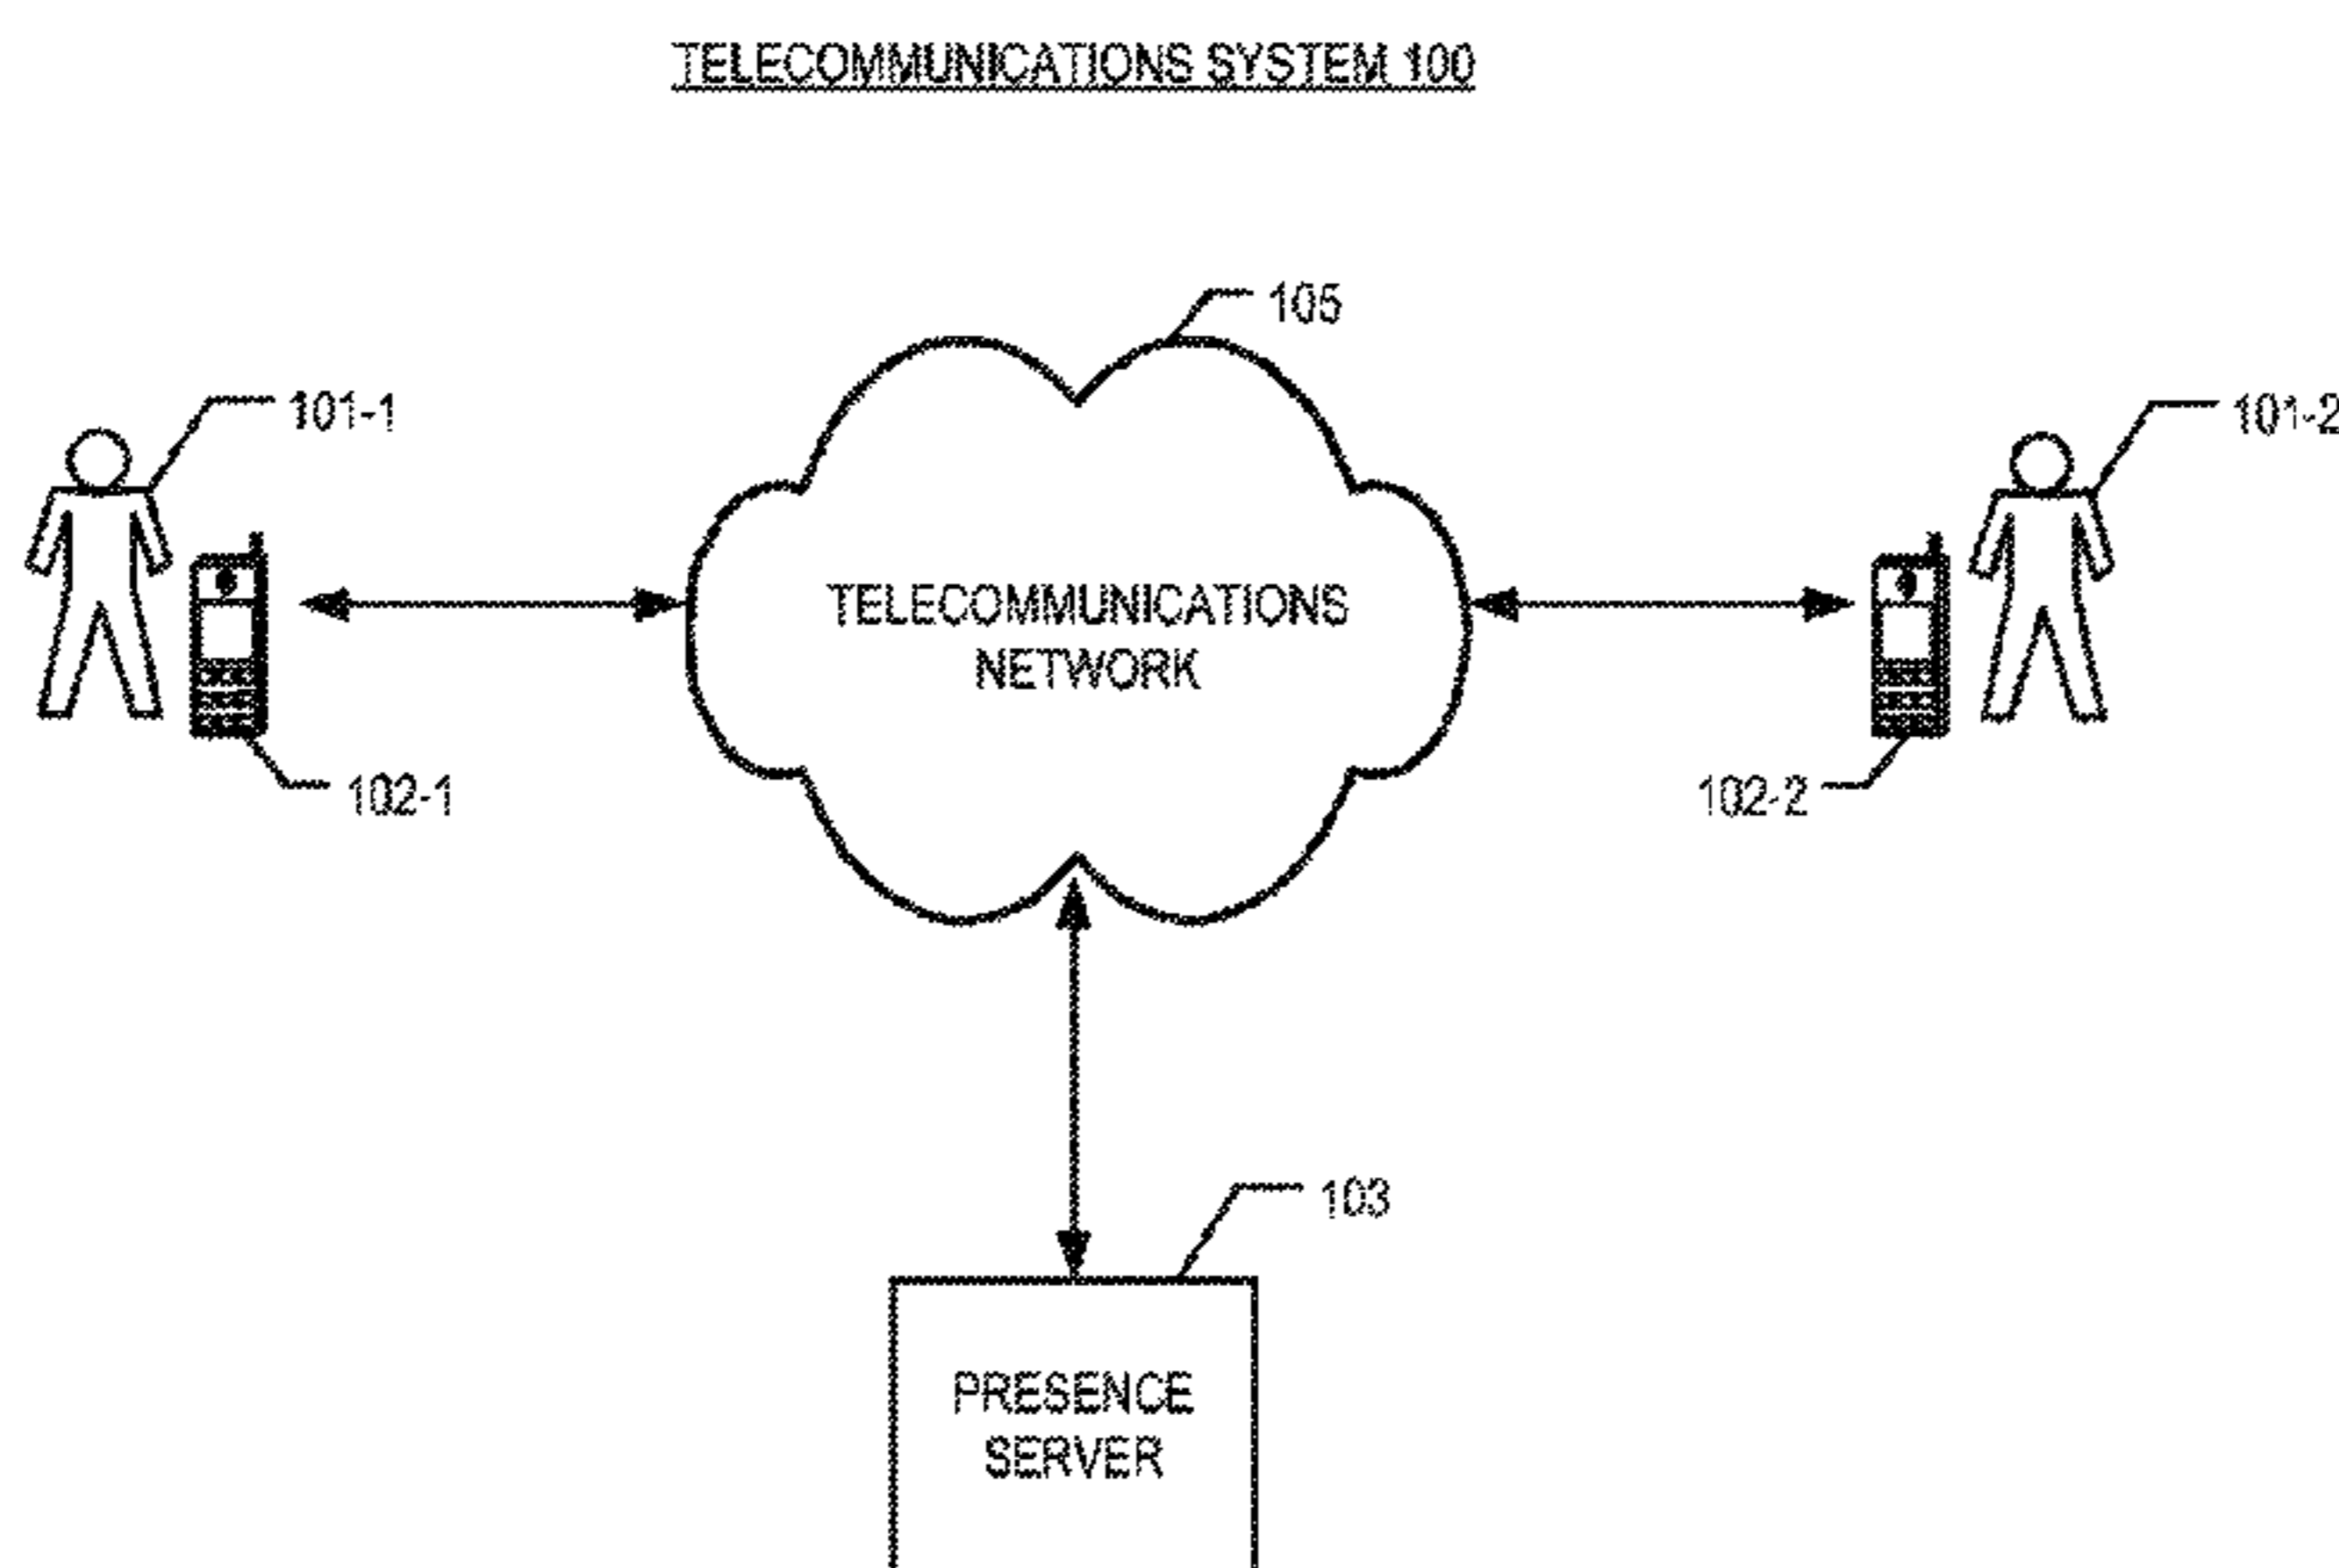 TELECOMMUNICATIONS SYSTEM 100
105
101-1
101-2
TELECOMMUNICATIONS
NETWORK
102-1
102-2
103
PRESENCE
SERVER